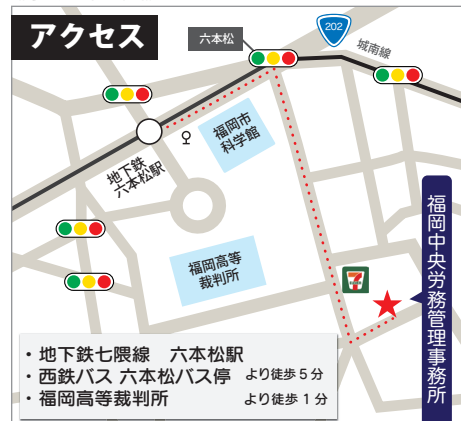 アクセス
六本松
202
城南線
福岡市
科学館
地下鉄
六本松駅
福岡高等
裁判所
福岡中央労務管理事務所
・地下鉄七隈線　六本松駅
・西鉄バス 六本松バス停　より徒歩5分
・福岡高等裁判所　より徒歩1分